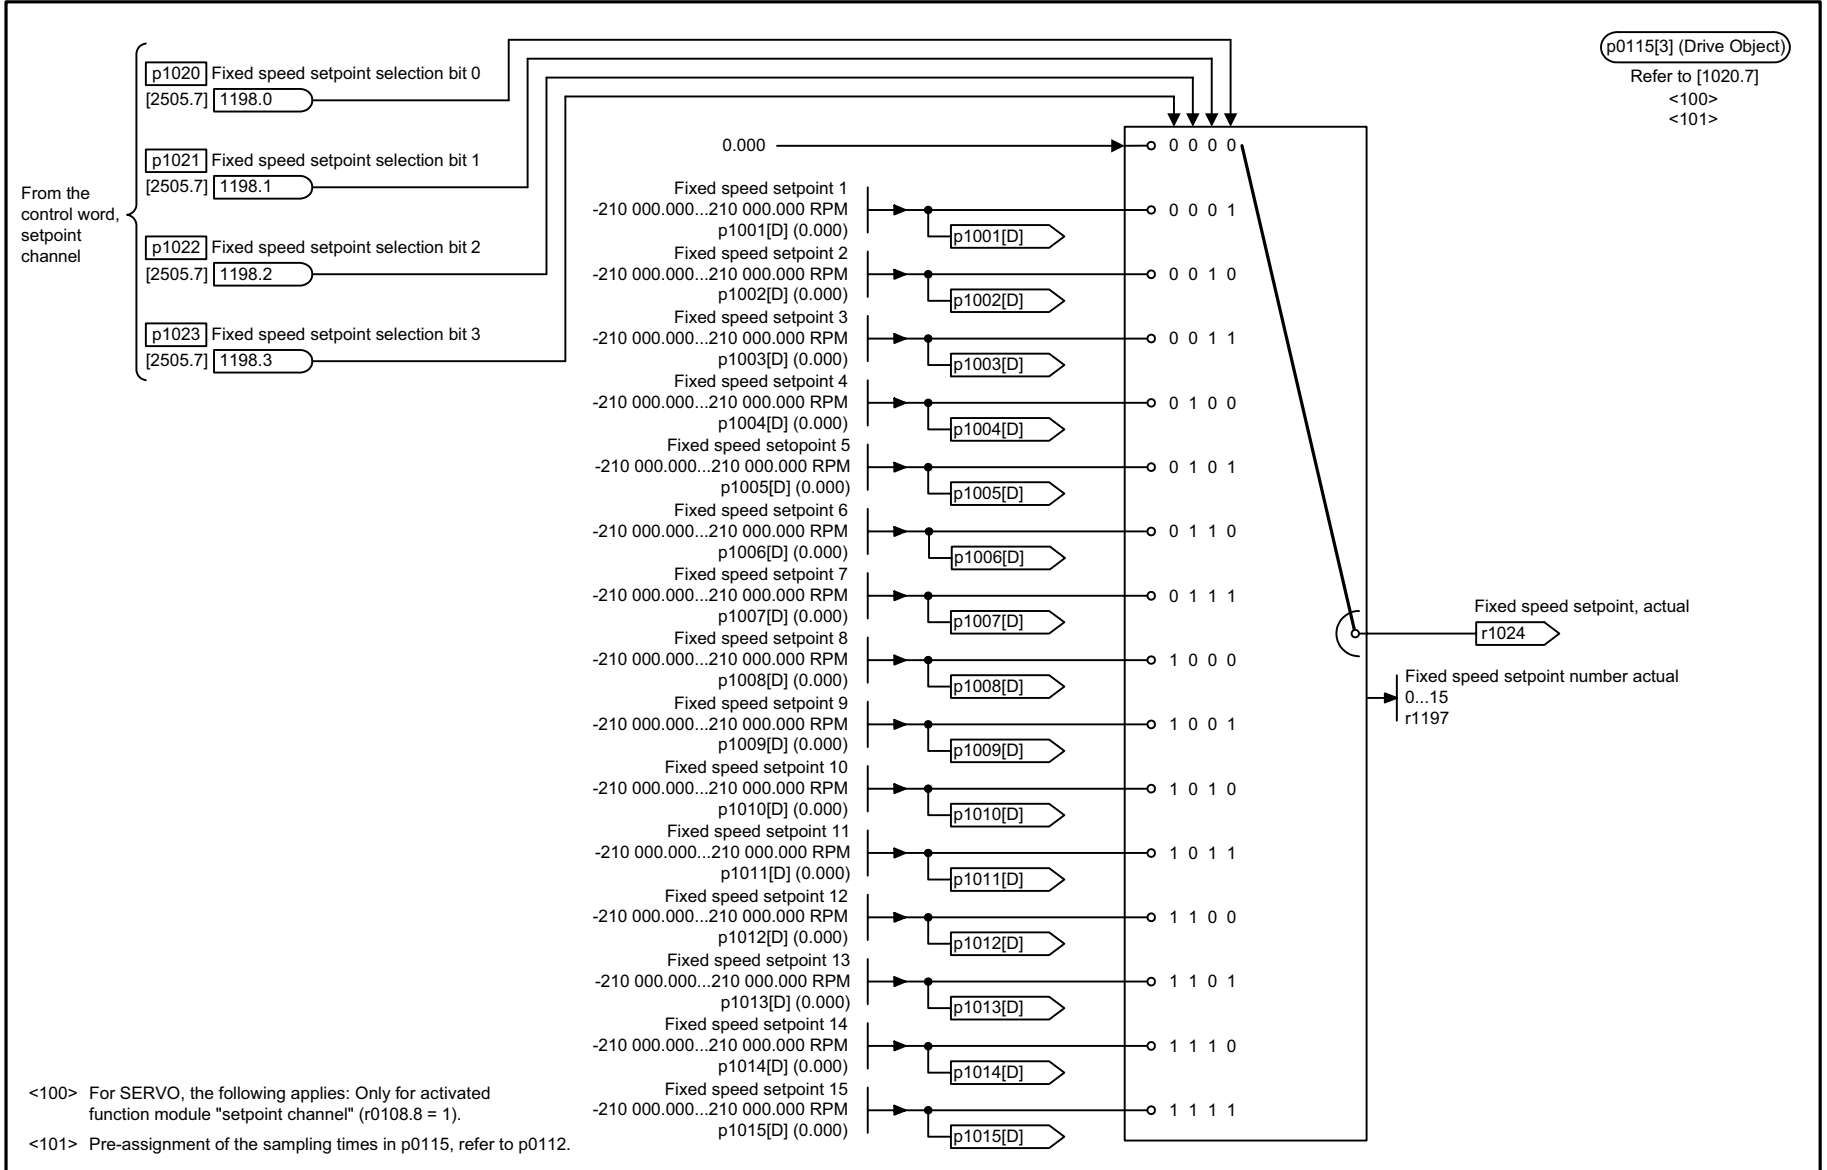 p1020 Fixed speed setpoint selection bit 0
[2505.7] 1198.0
p1021 Fixed speed setpoint selection bit 1
[2505.7] 1198.1
From the
control word,
setpoint
channel
p1022 Fixed speed setpoint selection bit 2
[2505.7] 1198.2
p1023 Fixed speed setpoint selection bit 3
[2505.7] 1198.3
p0115[3] (Drive Object)
Refer to [1020.7]
<100>
<101>
0.000 0 0 0 0
Fixed speed setpoint 1
-210 000.000...210 000.000 RPM 0 0 0 1
p1001[D] (0.000) p1001[D]
Fixed speed setpoint 2
-210 000.000...210 000.000 RPM 0 0 1 0
p1002[D] (0.000) p1002[D]
Fixed speed setpoint 3
-210 000.000...210 000.000 RPM 0 0 1 1
p1003[D] (0.000) p1003[D]
Fixed speed setpoint 4
-210 000.000...210 000.000 RPM 0 1 0 0
p1004[D] (0.000) p1004[D]
Fixed speed setopoint 5
-210 000.000...210 000.000 RPM 0 1 0 1
p1005[D] (0.000) p1005[D]
Fixed speed setpoint 6
-210 000.000...210 000.000 RPM 0 1 1 0
p1006[D] (0.000) p1006[D]
Fixed speed setpoint 7
-210 000.000...210 000.000 RPM 0 1 1 1
p1007[D] (0.000) p1007[D]
Fixed speed setpoint 8
-210 000.000...210 000.000 RPM 1 0 0 0
p1008[D] (0.000) p1008[D]
Fixed speed setpoint 9
-210 000.000...210 000.000 RPM 1 0 0 1
p1009[D] (0.000) p1009[D]
Fixed speed setpoint 10
-210 000.000...210 000.000 RPM 1 0 1 0
p1010[D] (0.000) p1010[D]
Fixed speed setpoint 11
-210 000.000...210 000.000 RPM 1 0 1 1
p1011[D] (0.000) p1011[D]
Fixed speed setpoint 12
-210 000.000...210 000.000 RPM 1 1 0 0
p1012[D] (0.000) p1012[D]
Fixed speed setpoint 13
-210 000.000...210 000.000 RPM 1 1 0 1
p1013[D] (0.000) p1013[D]
Fixed speed setpoint 14
-210 000.000...210 000.000 RPM 1 1 1 0
p1014[D] (0.000) p1014[D]
Fixed speed setpoint 15
-210 000.000...210 000.000 RPM 1 1 1 1
p1015[D] (0.000) p1015[D]
Fixed speed setpoint, actual
r1024
Fixed speed setpoint number actual
0...15
r1197
<100> For SERVO, the following applies: Only for activated
function module "setpoint channel" (r0108.8 = 1).
<101> Pre-assignment of the sampling times in p0115, refer to p0112.